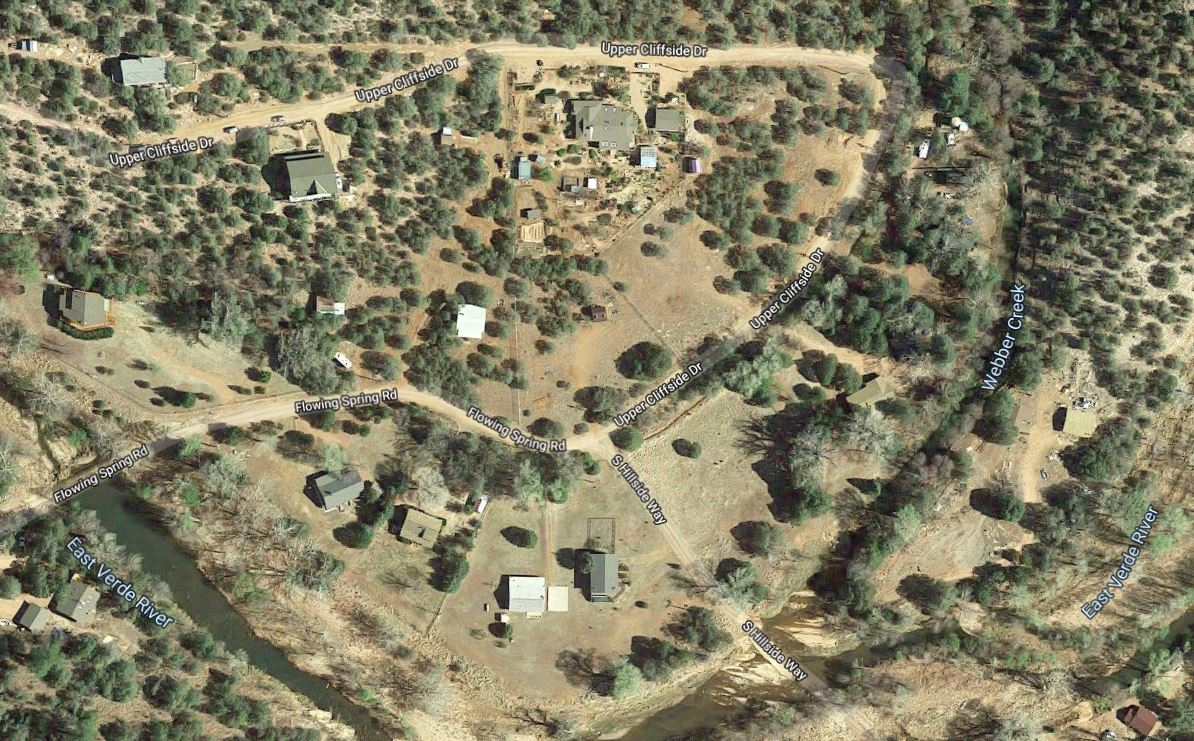 Upper Cliffside Dr
Upper Cliffside Dr
Upper Cliffside Dr
Upper Cliffside Dr
Webber Creek
Upper Cliffside Dr
Flowing Spring Rd
Flowing Spring Rd
Flowing Spring Rd
S Hillside Way
East Verde River
East Verde River
S Hillside Way